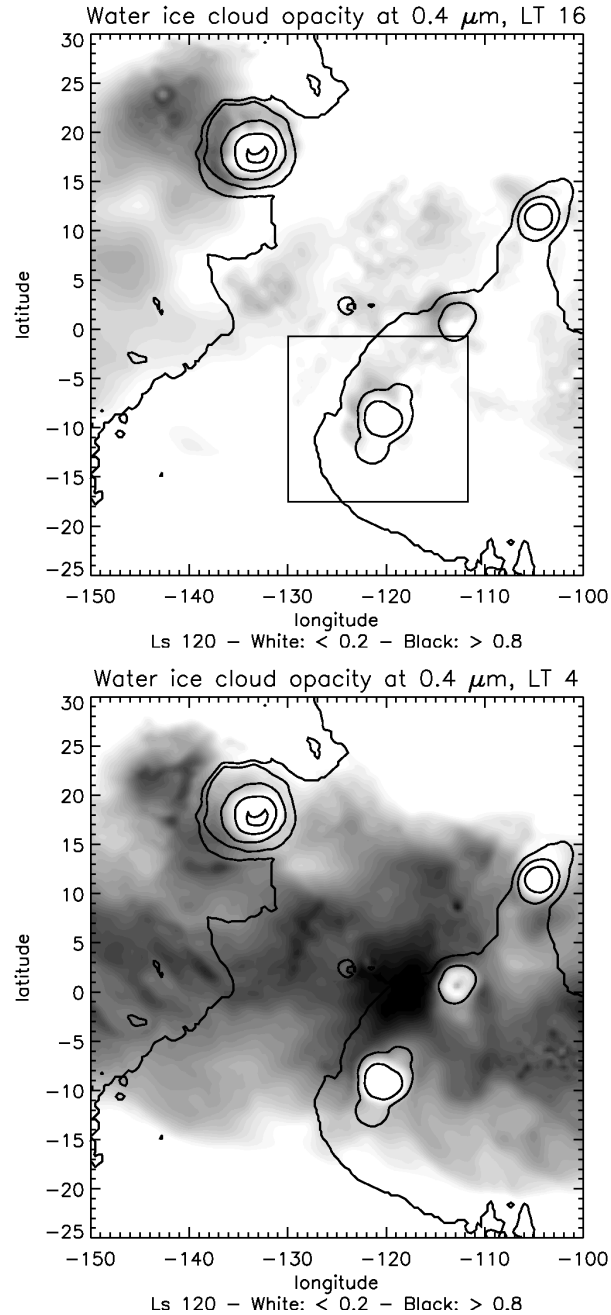 Water ice cloud opacity at 0.4 μm, LT 16
30
25
20
15
10
5
0
−5
−10
−15
−20
−25
latitude
−150 −140 −130 −120 −110 −100
longitude
Ls 120 − White: < 0.2 − Black: > 0.8
Water ice cloud opacity at 0.4 μm, LT 4
30
25
20
15
10
5
0
−5
−10
−15
−20
−25
latitude
−150 −140 −130 −120 −110 −100
longitude
Ls 120 − White: < 0.2 − Black: > 0.8